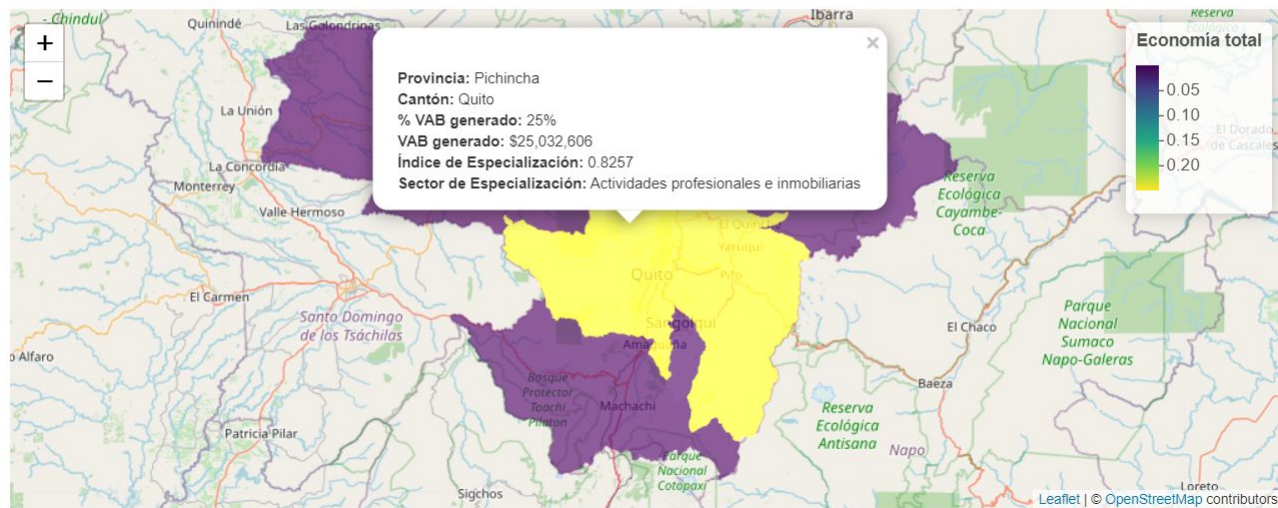 - Chindul
Quinindé
Las Golondrinas
Ibarra
Reserva
Ecológica
+
−
×
Provincia: Pichincha
Cantón: Quito
% VAB generado: 25%
VAB generado: $25,032,606
Índice de Especialización: 0.8257
Sector de Especialización: Actividades profesionales e inmobiliarias
Economía total
0.05
0.10
0.15
0.20
El Dorado
de Cascales
La Unión
La Concordia
Monterrey
Valle Hermoso
Reserva
Ecológica
Cayambe-
Coca
El Quinche
Yaruquí
Quito
Pifo
El Carmen
Santo Domingo
de los Tsáchilas
Sangolquí
Amaguaña
El Chaco
Parque
Nacional
Sumaco
Napo-Galeras
o Alfaro
Bosque
Protector
Toachi
Pilatón
Machachi
Baeza
Reserva
Ecológica
Antisana
Napo
Patricia Pilar
Parque
Nacional
Cotopaxi
Sigchos
Loreto
Leaflet | © OpenStreetMap contributors